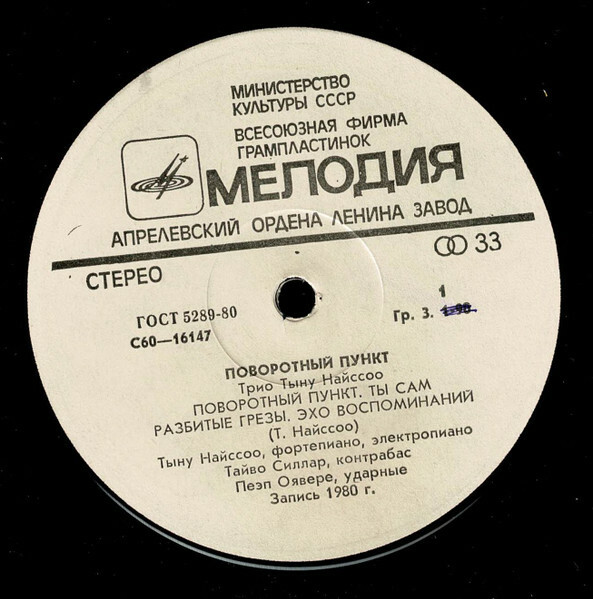 МИНИСТЕРСТВО
КУЛЬТУРЫ СССР
ВСЕСОЮЗНАЯ ФИРМА
ГРАМПЛАСТИНОК
МЕЛОДИЯ
АПРЕЛЕВСКИЙ ОРДЕНА ЛЕНИНА ЗАВОД
СТЕРЕО
33
ГОСТ 5289-80
С60—16147
1
Гр. 3.
ПОВОРОТНЫЙ ПУНКТ
Трио Тыну Найссоо
ПОВОРОТНЫЙ ПУНКТ. ТЫ САМ
РАЗБИТЫЕ ГРЕЗЫ. ЭХО ВОСПОМИНАНИЙ
(Т. Найссоо)
Тыну Найссоо, фортепиано, электропиано
Тайво Силлар, контрабас
Пеэп Оявере, ударные
Запись 1980 г.